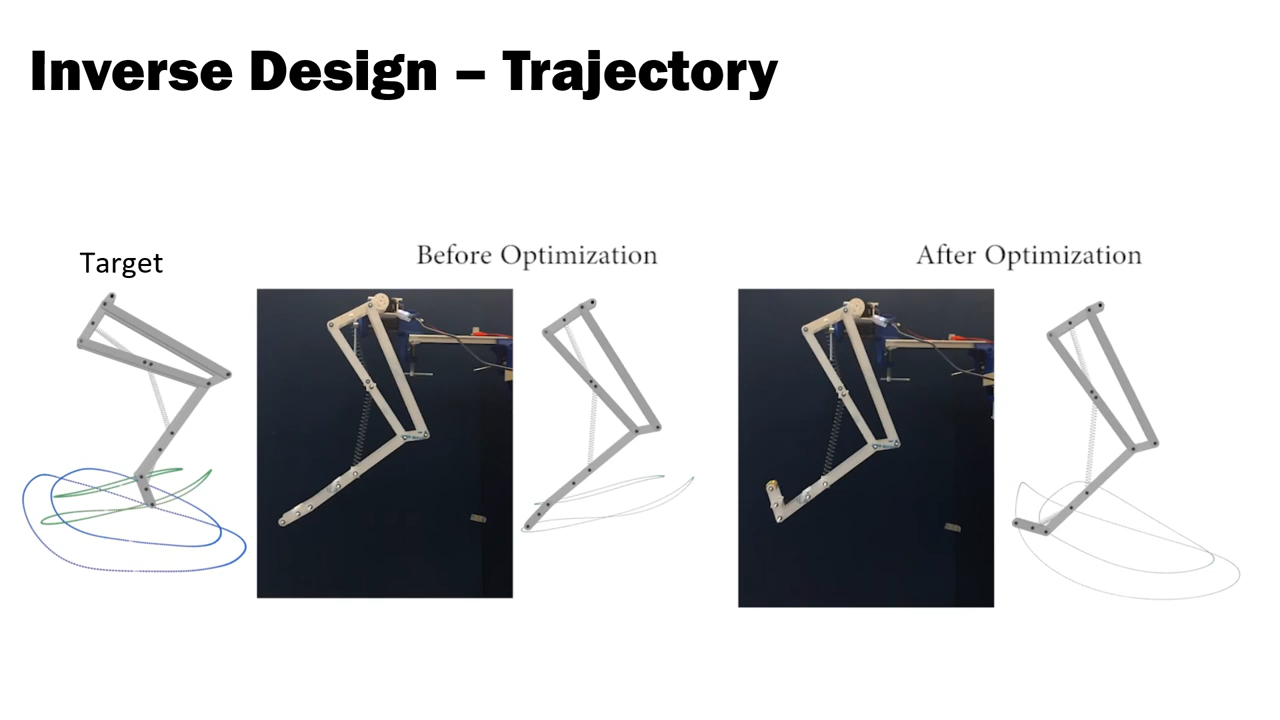 Inverse Design – Trajectory
Target
Before Optimization
After Optimization